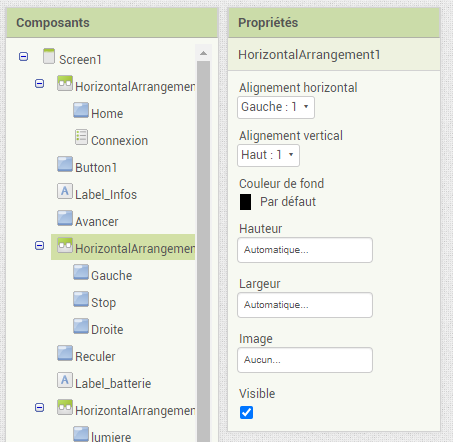 Composants
Screen1
HorizontalArrangemen
Home
Connexion
Button1
Label_Infos
Avancer
HorizontalArrangemen
Gauche
Stop
Droite
Reculer
Label_batterie
HorizontalArrangemen
lumiere
Propriétés
HorizontalArrangement1
Alignement horizontal
Gauche : 1
Alignement vertical
Haut : 1
Couleur de fond
Par défaut
Hauteur
Automatique...
Largeur
Automatique...
Image
Aucun...
Visible